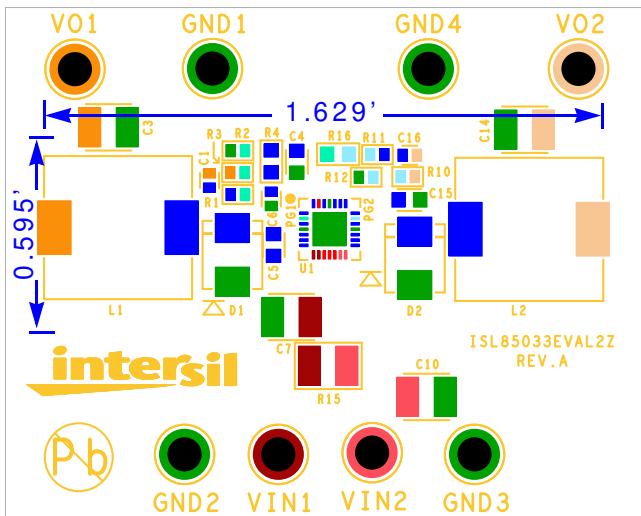 VO1 GND1 GND4 VO2
1.629'
C3 C14
R3 R2 R4 C4 R16 R11 C16
C1 R12 R10
R1 C6 PG1 PG2 C15
0.595'
C5 U1
L1 D1 D2 L2
C7
ISL85033EVAL2Z
REV.A
intersil
R15 C10
Pb
GND2 VIN1 VIN2 GND3